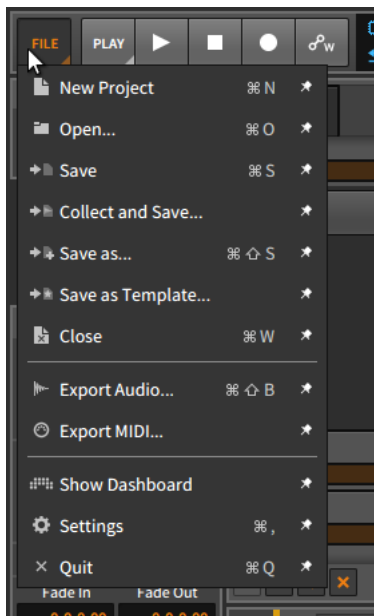 FILE PLAY W
New Project ⌘ N
Open... ⌘ O
Save ⌘ S
Collect and Save...
Save as... ⌘ ⇧ S
Save as Template...
Close ⌘ W
Export Audio... ⌘ ⇧ B
Export MIDI...
Show Dashboard
Settings ⌘ ,
Quit ⌘ Q
Fade In Fade Out